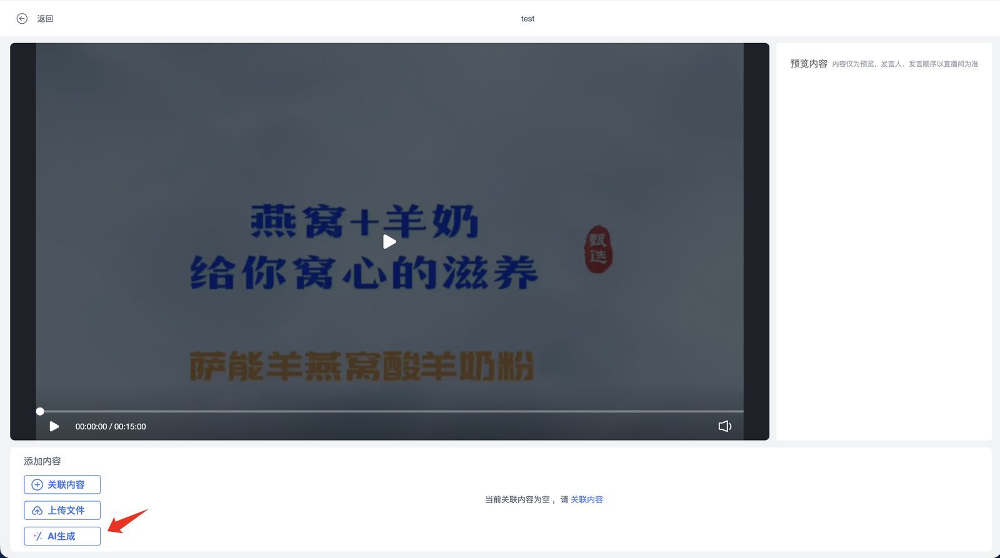 返回
test
预览内容 内容仅为预览，发言人、发言顺序以直播间为准
燕窝+羊奶
给你窝心的滋养
甄选
萨能羊燕窝酸羊奶粉
00:00:00 / 00:15:00
添加内容
关联内容
上传文件
AI生成
当前关联内容为空，请 关联内容